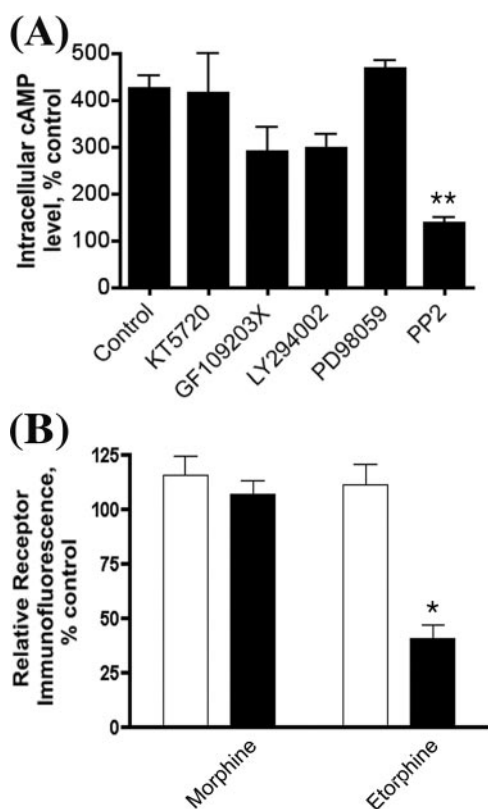 (A)
Intracellular cAMP
level, % control
500
400
300
200
100
0
**
Control
KT5720
GF109203X
LY294002
PD98059
PP2
(B)
Relative Receptor
Immunofluorescence,
% control
125
100
75
50
25
0
*
Morphine
Etorphine